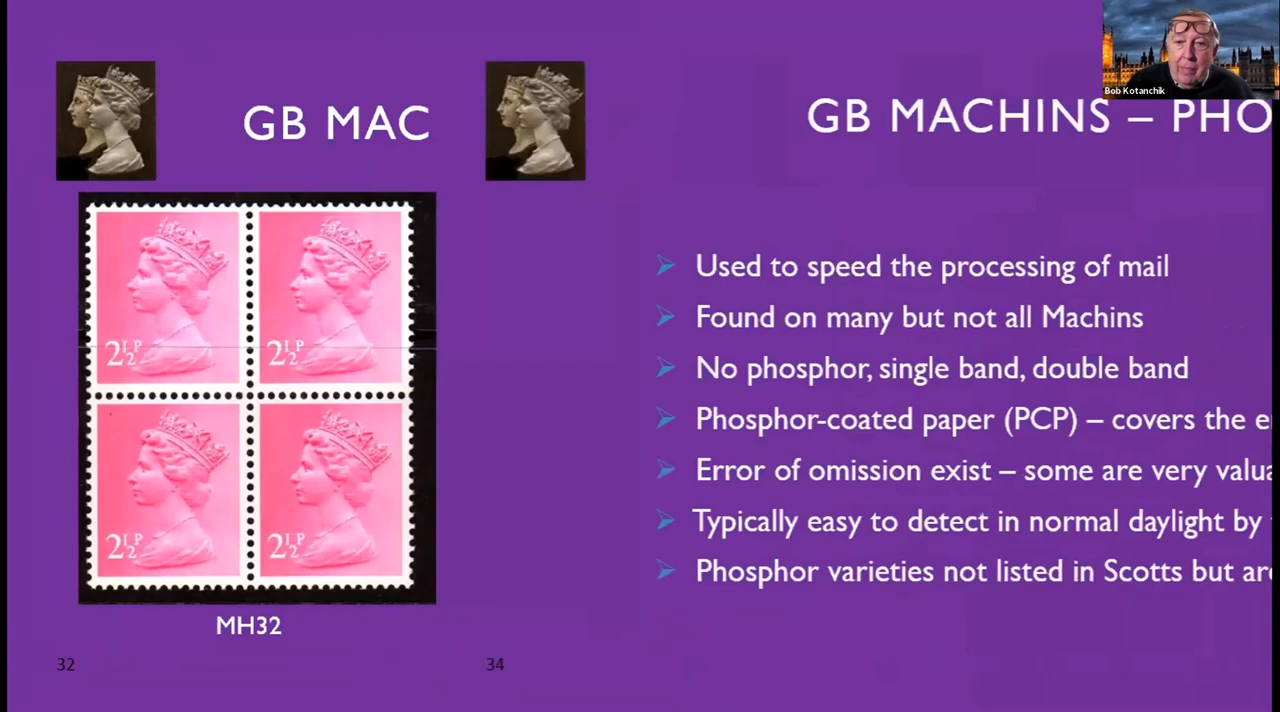 Bob Kotanchik
GB MAC
GB MACHINS – PHO
2½P
2½P
2½P
2½P
MH32
32
Used to speed the processing of mail
Found on many but not all Machins
No phosphor, single band, double band
Phosphor-coated paper (PCP) – covers the e
Error of omission exist – some are very valua
Typically easy to detect in normal daylight by
Phosphor varieties not listed in Scotts but are
34